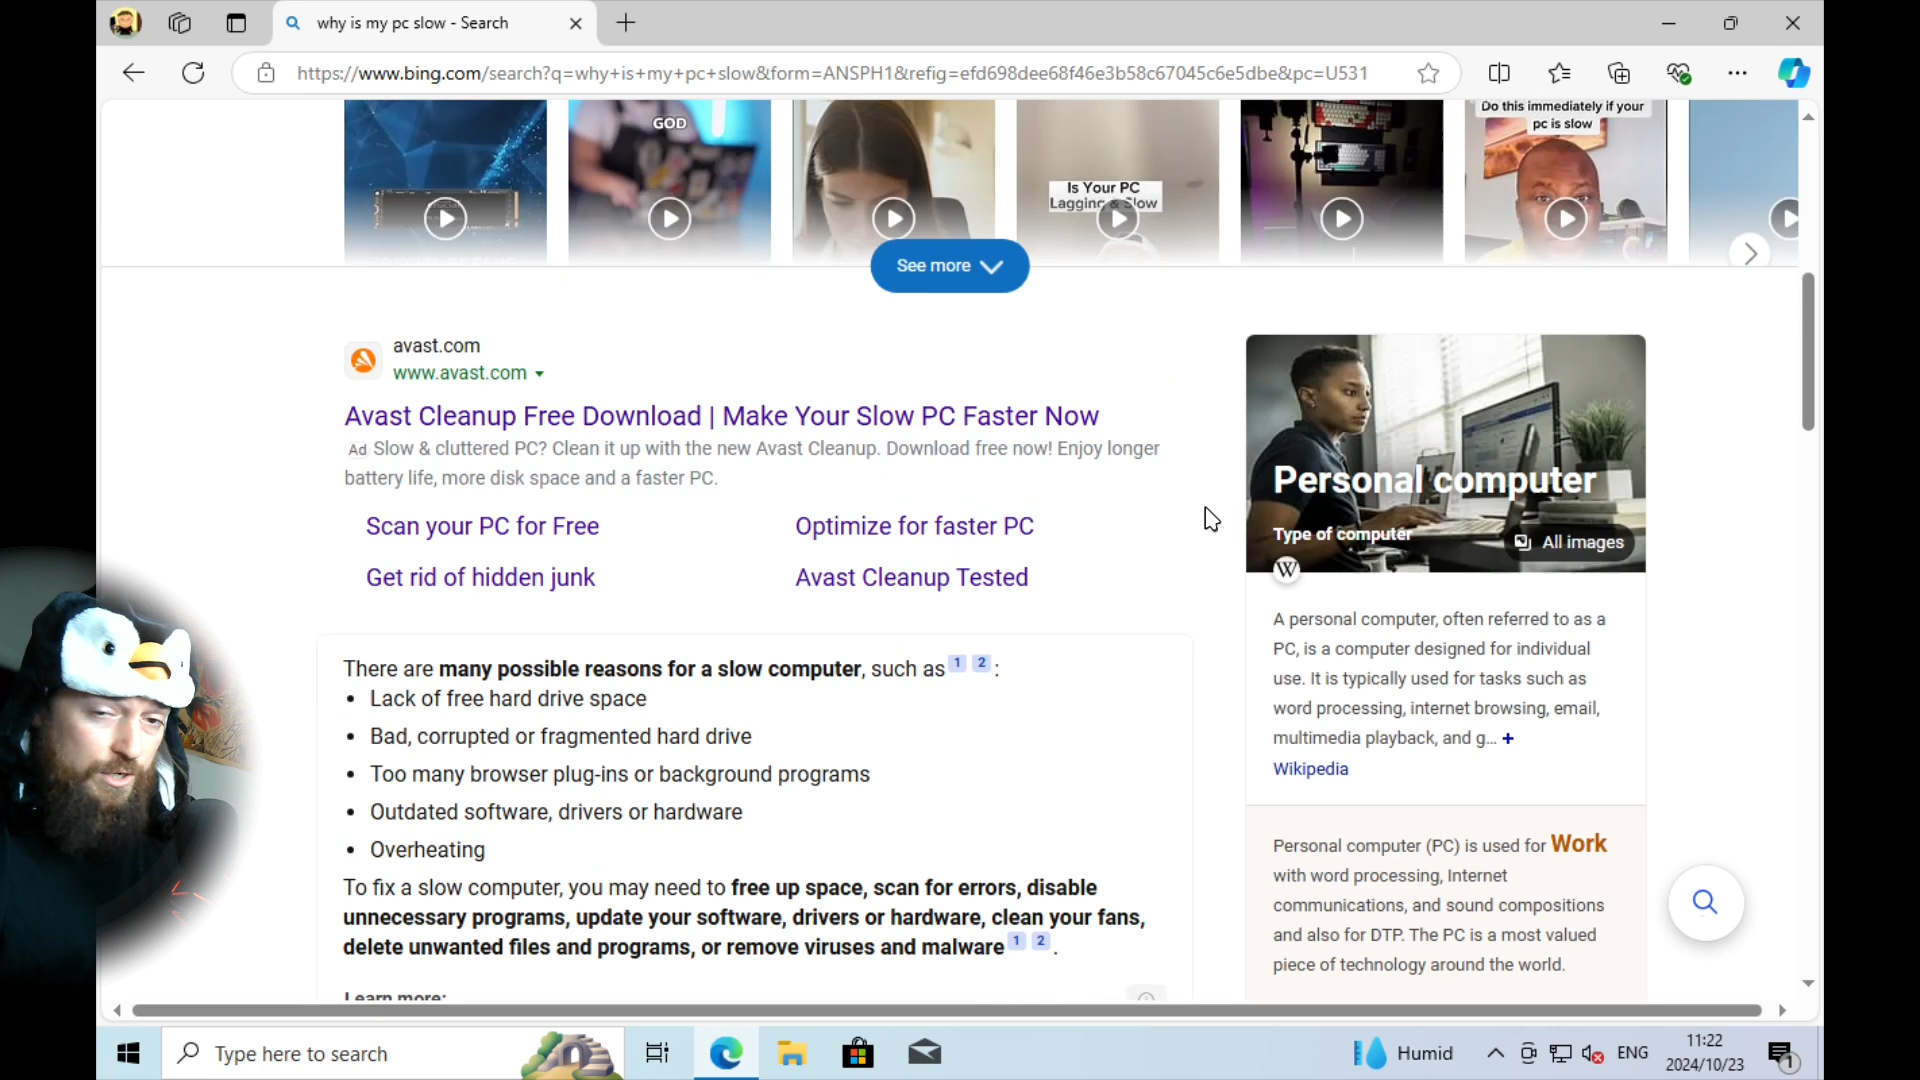 why is my pc slow - Search
https://www.bing.com/search?q=why+is+my+pc+slow&form=ANSPH1&refig=efd698dee68f46e3b58c67045c6e5dbe&pc=U531
GOD
Is Your PC
Lagging & Slow
Do this immediately if your
pc is slow
See more
avast.com
www.avast.com
Avast Cleanup Free Download | Make Your Slow PC Faster Now
Ad Slow & cluttered PC? Clean it up with the new Avast Cleanup. Download free now! Enjoy longer
battery life, more disk space and a faster PC.
Scan your PC for Free
Optimize for faster PC
Get rid of hidden junk
Avast Cleanup Tested
There are many possible reasons for a slow computer, such as 1 2 :
• Lack of free hard drive space
• Bad, corrupted or fragmented hard drive
• Too many browser plug-ins or background programs
• Outdated software, drivers or hardware
• Overheating
To fix a slow computer, you may need to free up space, scan for errors, disable
unnecessary programs, update your software, drivers or hardware, clean your fans,
delete unwanted files and programs, or remove viruses and malware 1 2 .
Learn more:
Personal computer
Type of computer
All images
W
A personal computer, often referred to as a
PC, is a computer designed for individual
use. It is typically used for tasks such as
word processing, internet browsing, email,
multimedia playback, and g... +
Wikipedia
Personal computer (PC) is used for Work
with word processing, Internet
communications, and sound compositions
and also for DTP. The PC is a most valued
piece of technology around the world.
Type here to search
Humid
ENG
11:22
2024/10/23
1